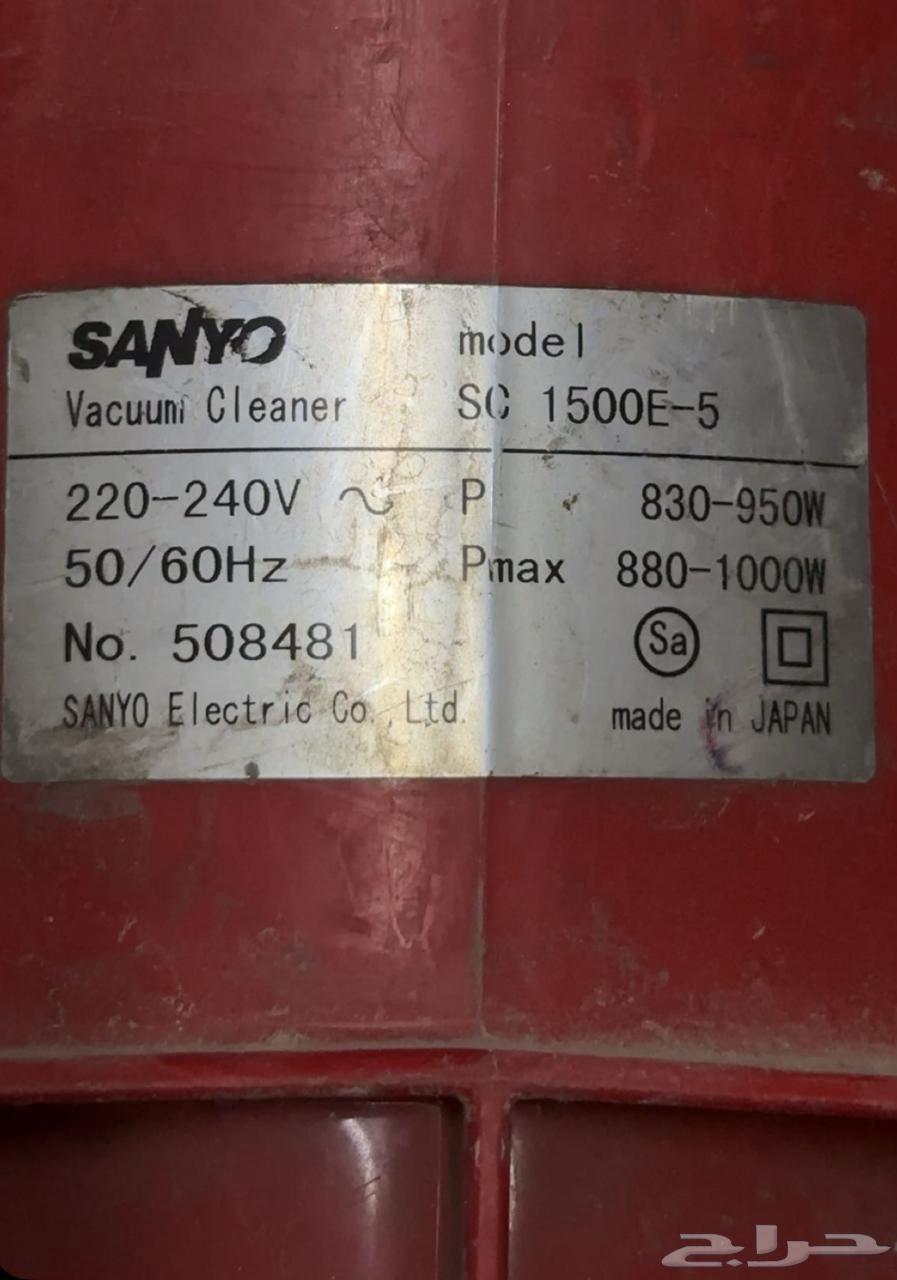 SANYO
Vacuum Cleaner
model
SC 1500E-5
220-240V ~ P 830-950W
50/60Hz Pmax 880-1000W
No. 508481
Sa
SANYO Electric Co., Ltd.
made in JAPAN
حراج